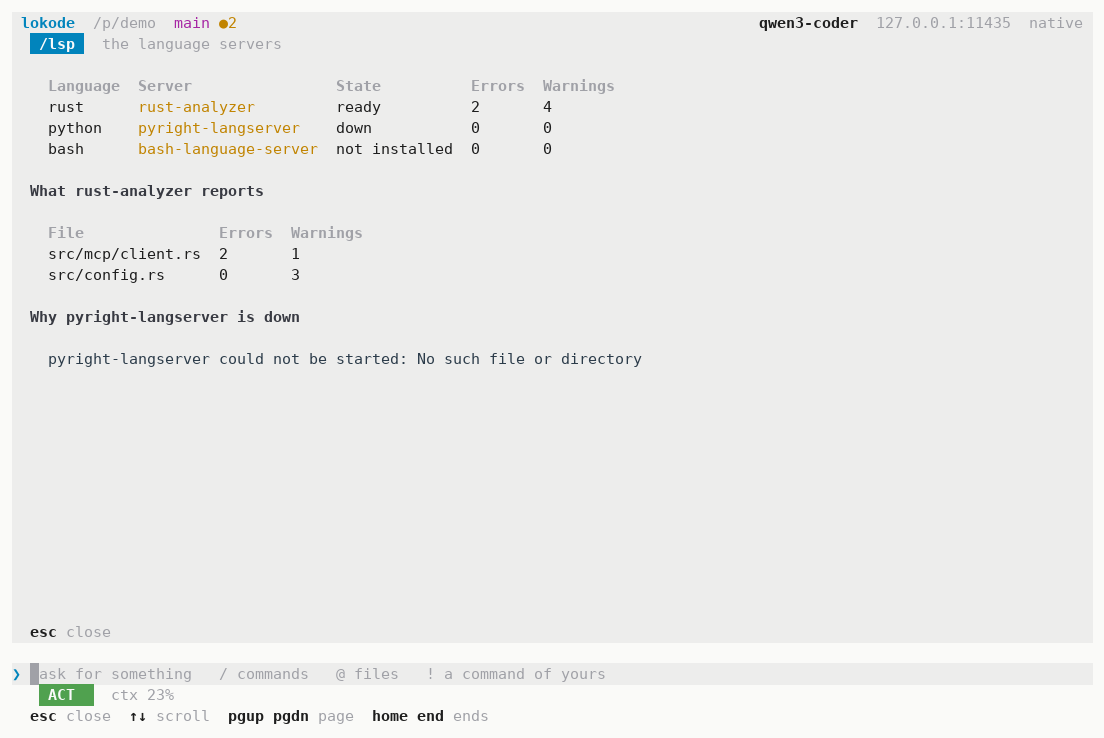 lokode  /p/demo  main ●2  qwen3-coder  127.0.0.1:11435  native
/lsp  the language servers
Language  Server  State  Errors  Warnings
rust  rust-analyzer  ready  2  4
python  pyright-langserver  down  0  0
bash  bash-language-server  not installed  0  0
What rust-analyzer reports
File  Errors  Warnings
src/mcp/client.rs  2  1
src/config.rs  0  3
Why pyright-langserver is down
pyright-langserver could not be started: No such file or directory
esc close
❯ ask for something  / commands  @ files  ! a command of yours
ACT  ctx 23%
esc close  ↑↓ scroll  pgup pgdn page  home end ends